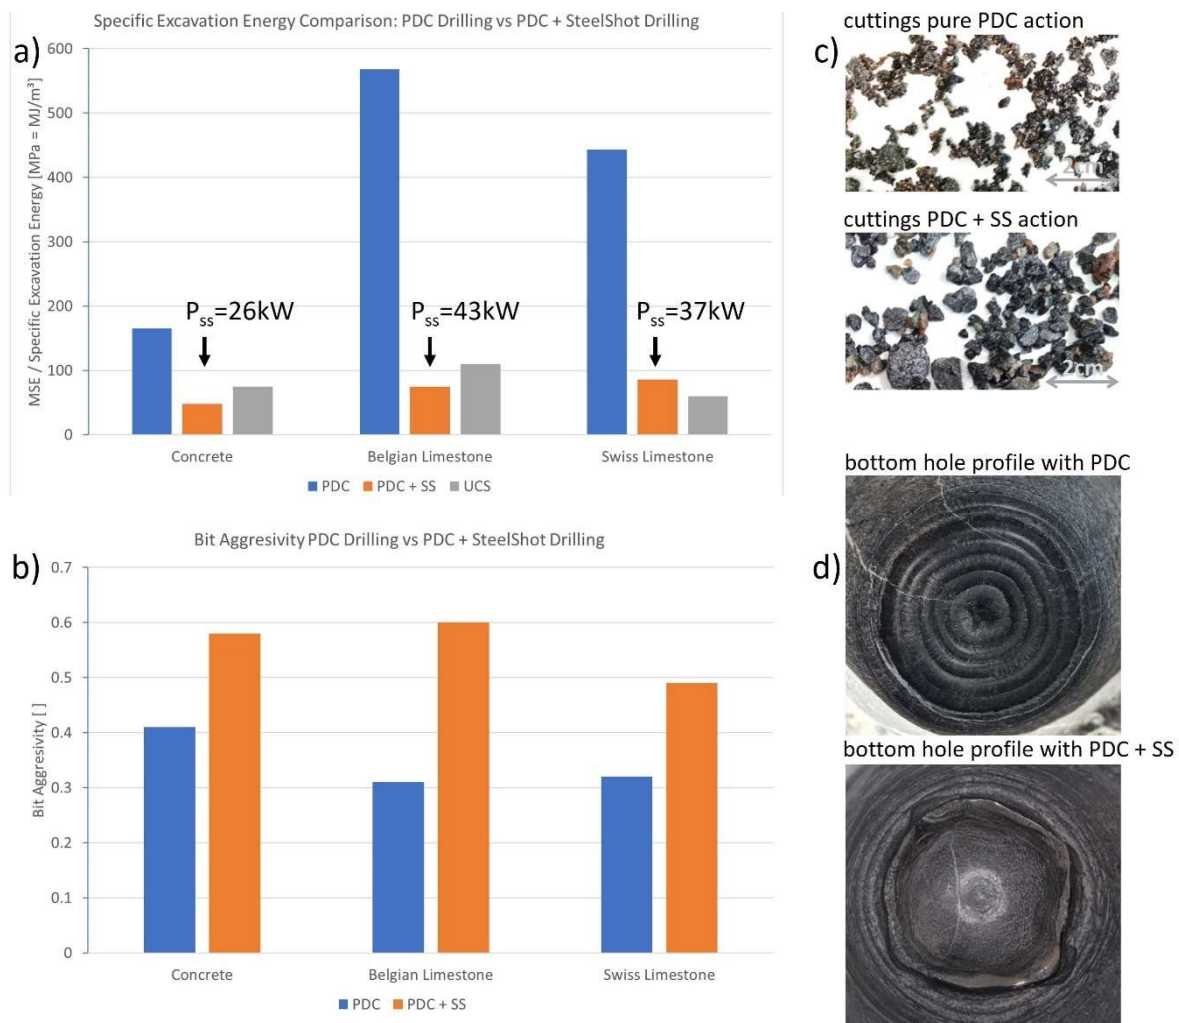 Specific Excavation Energy Comparison: PDC Drilling vs PDC + SteelShot Drilling
a)
600
500
400
300
200
100
0
MSE / Specific Excavation Energy [MPa = MJ/m³]
P_ss=26kW
P_ss=43kW
P_ss=37kW
Concrete
Belgian Limestone
Swiss Limestone
PDC
PDC + SS
UCS
Bit Aggresivity PDC Drilling vs PDC + SteelShot Drilling
b)
0.7
0.6
0.5
0.4
0.3
0.2
0.1
0
Bit Aggresivity [ ]
Concrete
Belgian Limestone
Swiss Limestone
PDC
PDC + SS
c)
cuttings pure PDC action
2cm
cuttings PDC + SS action
2cm
bottom hole profile with PDC
d)
bottom hole profile with PDC + SS